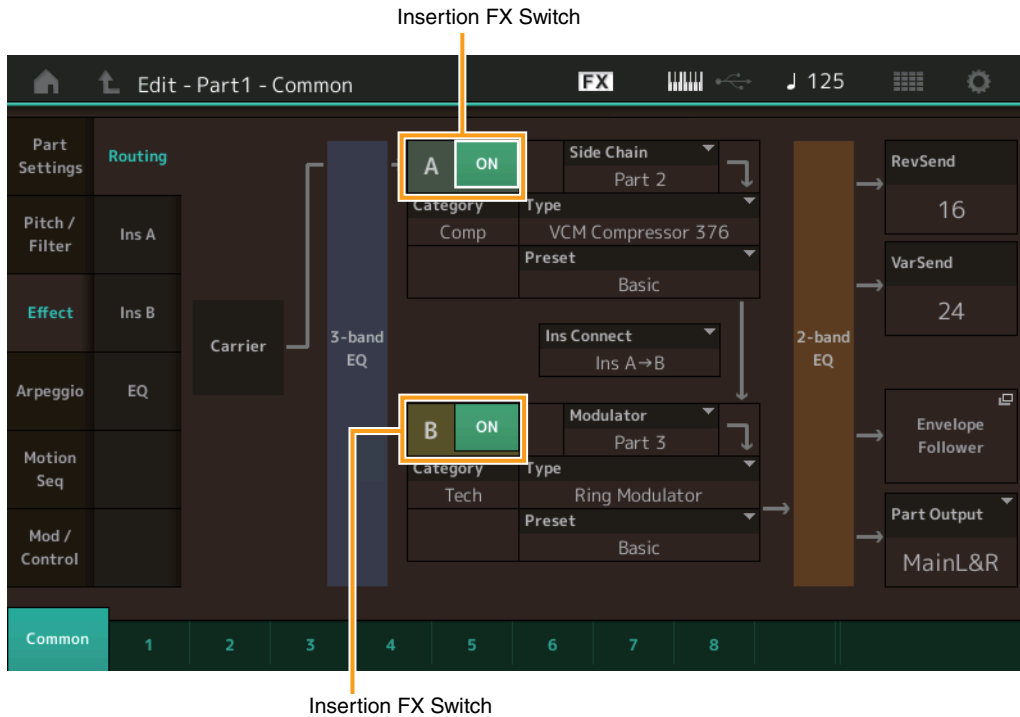 Insertion FX Switch
Edit - Part1 - Common
FX
♩ 125
Part
Settings
Pitch /
Filter
Effect
Arpeggio
Motion
Seq
Mod /
Control
Routing
Ins A
Ins B
EQ
Carrier
3-band
EQ
A
ON
Side Chain
Part 2
Category
Comp
Type
VCM Compressor 376
Preset
Basic
Ins Connect
Ins A→B
B
ON
Modulator
Part 3
Category
Tech
Type
Ring Modulator
Preset
Basic
2-band
EQ
RevSend
16
VarSend
24
Envelope
Follower
Part Output
MainL&R
Common
1
2
3
4
5
6
7
8
Insertion FX Switch